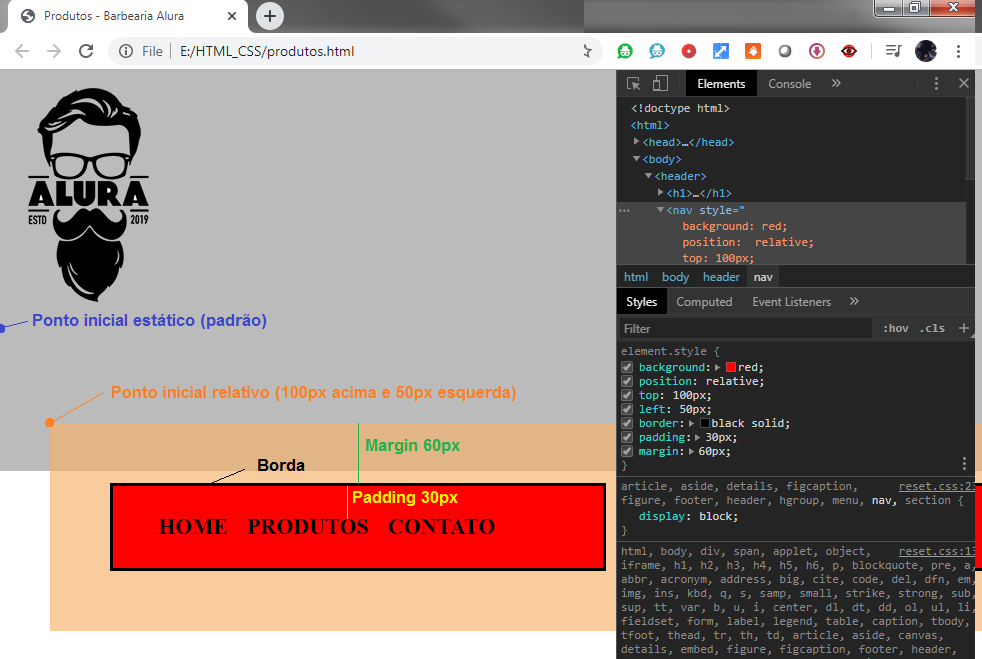 Produtos - Barbearia Alura
File | E:/HTML_CSS/produtos.html
ALURA
ESTD 2019
Ponto inicial estático (padrão)
Ponto inicial relativo (100px acima e 50px esquerda)
Margin 60px
Borda
Padding 30px
HOME PRODUTOS CONTATO
Elements Console »
<!doctype html>
<html>
<head>…</head>
<body>
<header>
<h1>…</h1>
<nav style="
background: red;
position: relative;
top: 100px;
html body header nav
Styles Computed Event Listeners »
Filter :hov .cls +
element.style {
background: red;
position: relative;
top: 100px;
left: 50px;
border: black solid;
padding: 30px;
margin: 60px;
}
article, aside, details, figcaption, reset.css:23
figure, footer, header, hgroup, menu, nav, section {
display: block;
}
html, body, div, span, applet, object, reset.css:13
iframe, h1, h2, h3, h4, h5, h6, p, blockquote, pre, a,
abbr, acronym, address, big, cite, code, del, dfn, em,
img, ins, kbd, q, s, samp, small, strike, strong, sub,
sup, tt, var, b, u, i, center, dl, dt, dd, ol, ul, li,
fieldset, form, label, legend, table, caption, tbody,
tfoot, thead, tr, th, td, article, aside, canvas,
details, embed, figure, figcaption, footer, header,